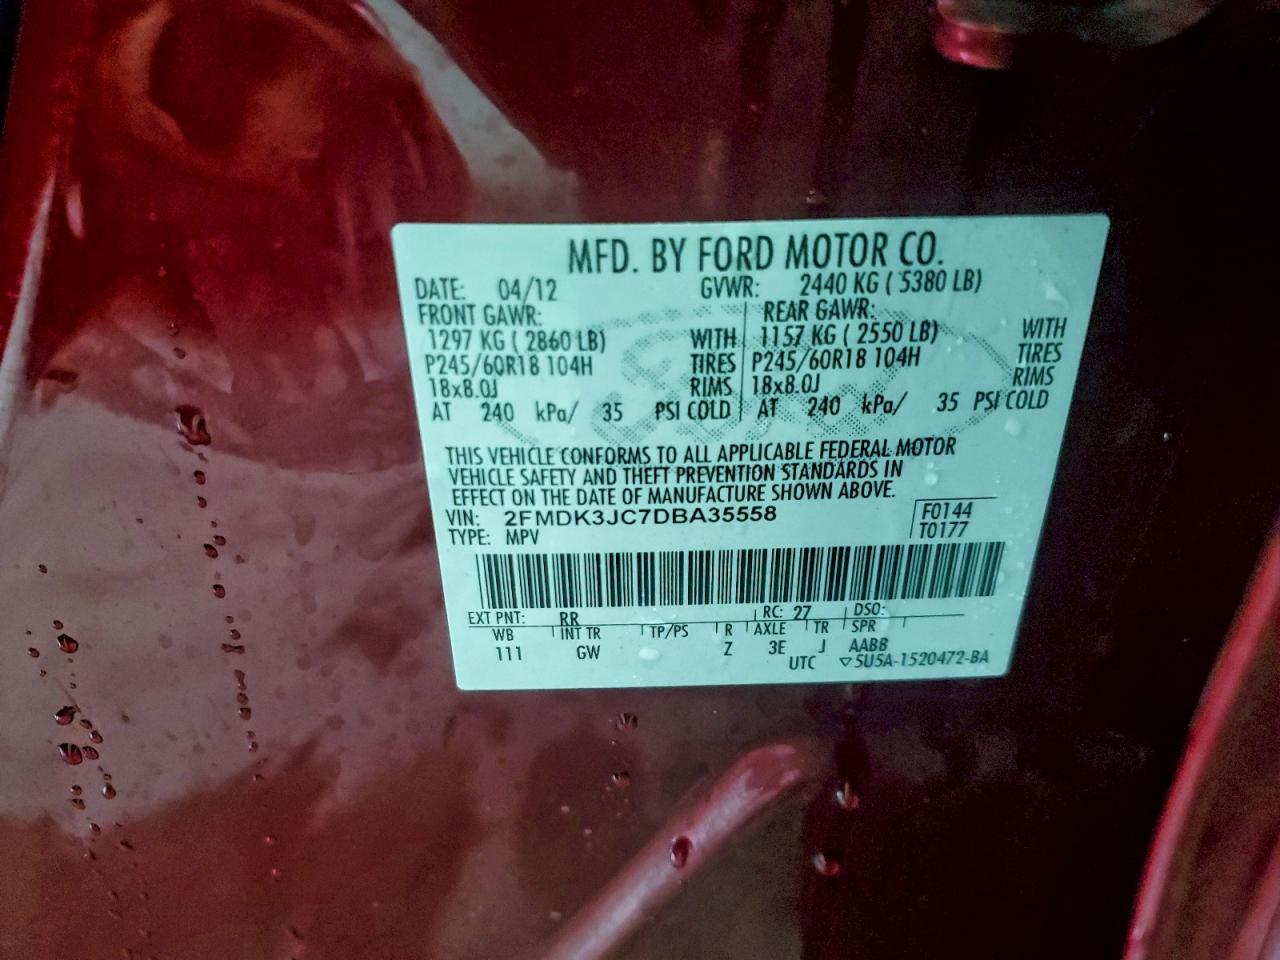 MFD. BY FORD MOTOR CO.
DATE: 04/12 GVWR: 2440 KG ( 5380 LB)
FRONT GAWR: REAR GAWR:
1297 KG ( 2860 LB) WITH 1157 KG ( 2550 LB) WITH
P245/60R18 104H TIRES P245/60R18 104H TIRES
18x8.0J RIMS 18x8.0J RIMS
AT 240 kPa/ 35 PSI COLD AT 240 kPa/ 35 PSI COLD
THIS VEHICLE CONFORMS TO ALL APPLICABLE FEDERAL MOTOR
VEHICLE SAFETY AND THEFT PREVENTION STANDARDS IN
EFFECT ON THE DATE OF MANUFACTURE SHOWN ABOVE.
VIN: 2FMDK3JC7DBA35558 F0144
TYPE: MPV T0177
EXT PNT: RR RC: 27 DSO:
WB INT TR TP/PS R AXLE TR SPR
111 GW Z 3E J AABB
UTC ▽5U5A-1520472-BA